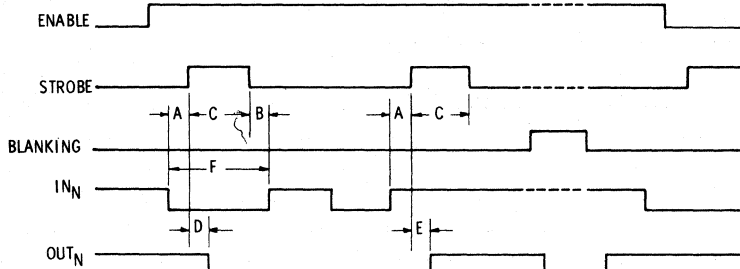 ENABLE
STROBE
A C B A C
BLANKING
F
IN_N
D E
OUT_N